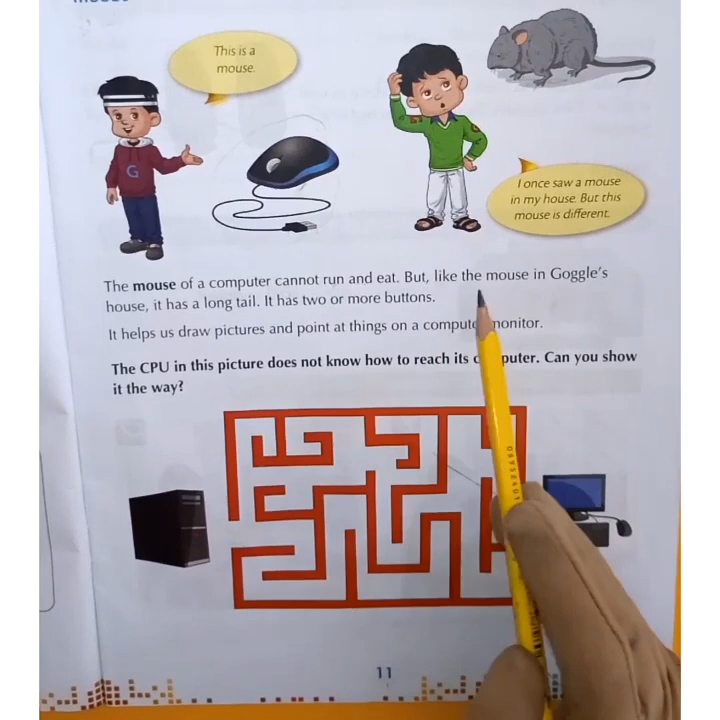 This is a
mouse.
I once saw a mouse
in my house. But this
mouse is different.
G
The mouse of a computer cannot run and eat. But, like the mouse in Goggle's
house, it has a long tail. It has two or more buttons.
It helps us draw pictures and point at things on a monitor.
The CPU in this picture does not know how to reach its Can you show
it the way?
11